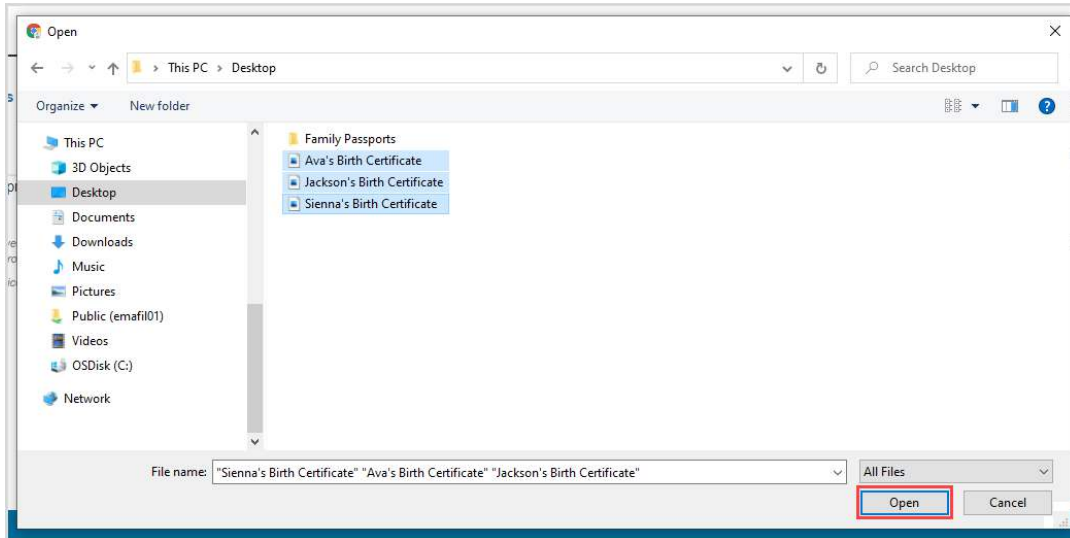 Open
This PC > Desktop
Search Desktop
Organize
New folder
This PC
3D Objects
Desktop
Documents
Downloads
Music
Pictures
Public (emafil01)
Videos
OSDisk (C:)
Network
Family Passports
Ava's Birth Certificate
Jackson's Birth Certificate
Sienna's Birth Certificate
File name: "Sienna's Birth Certificate" "Ava's Birth Certificate" "Jackson's Birth Certificate"
All Files
Open
Cancel